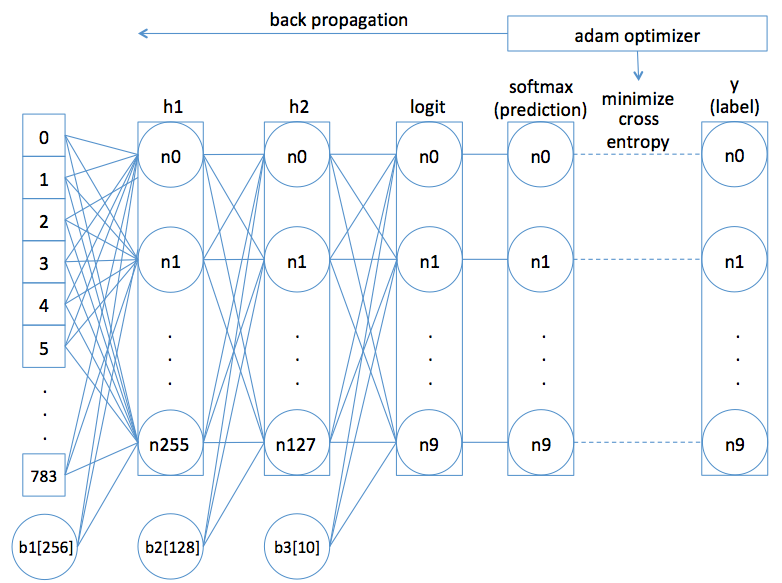 back propagation
adam optimizer
h1
h2
logit
softmax
(prediction)
minimize
cross
entropy
y
(label)
0
1
2
3
4
5
.
.
.
783
b1[256]
n0
n1
.
.
.
n255
b2[128]
n0
n1
.
.
.
n127
b3[10]
n0
n1
.
.
.
n9
n0
n1
.
.
.
n9
n0
n1
.
.
.
n9